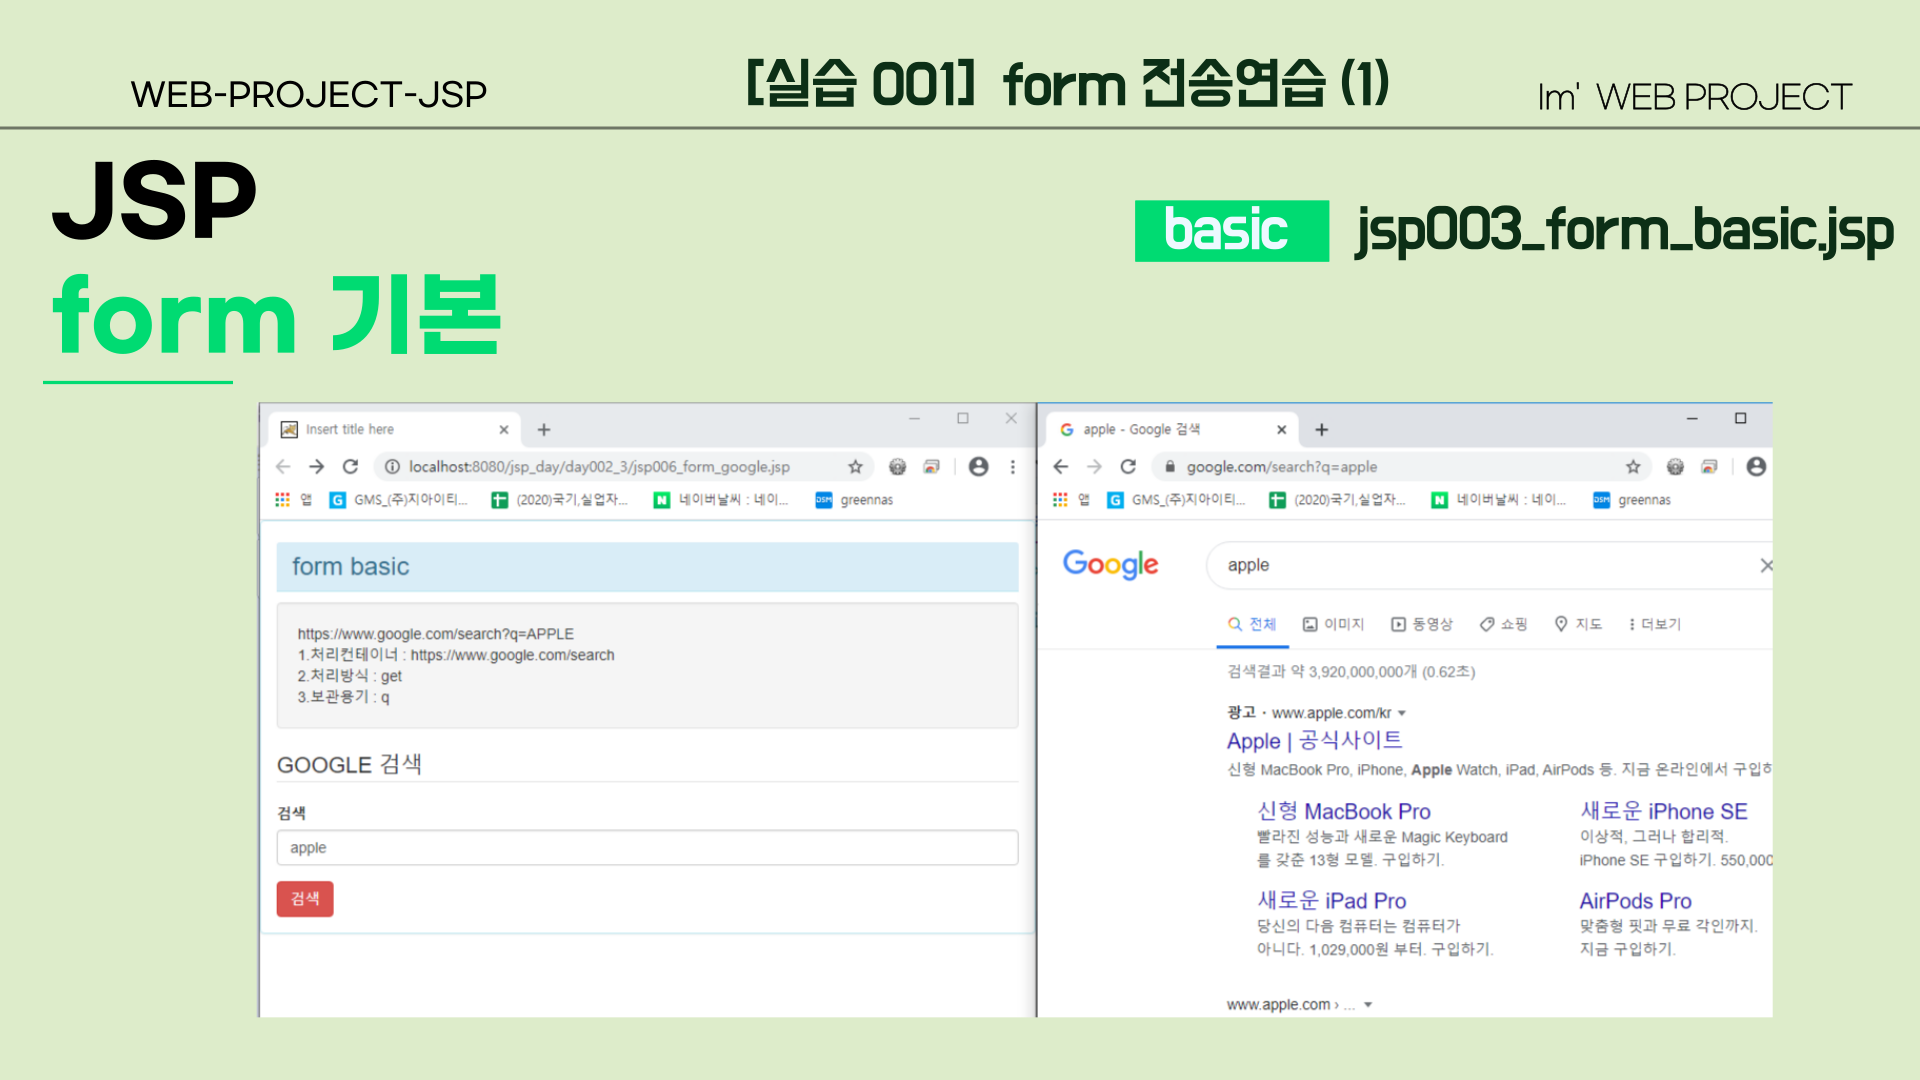 WEB-PROJECT-JSP
[실습 001] form 전송연습 (1)
Im' WEB PROJECT
JSP
form 기본
basic
jsp003_form_basic.jsp
Insert title here
localhost:8080/jsp_day/day002_3/jsp006_form_google.jsp
앱
GMS_(주)지아이티...
(2020)국기,실업자...
네이버날씨 : 네이...
DSM
greennas
form basic
https://www.google.com/search?q=APPLE
1.처리컨테이너 : https://www.google.com/search
2.처리방식 : get
3.보관용기 : q
GOOGLE 검색
검색
apple
검색
apple - Google 검색
google.com/search?q=apple
앱
GMS_(주)지아이티...
(2020)국기,실업자...
네이버날씨 : 네이...
DSM
greennas
Google
apple
전체
이미지
동영상
쇼핑
지도
더보기
검색결과 약 3,920,000,000개 (0.62초)
광고 · www.apple.com/kr
Apple | 공식사이트
신형 MacBook Pro, iPhone, Apple Watch, iPad, AirPods 등. 지금 온라인에서 구입하
신형 MacBook Pro
빨라진 성능과 새로운 Magic Keyboard
를 갖춘 13형 모델. 구입하기.
새로운 iPhone SE
이상적, 그러나 합리적.
iPhone SE 구입하기. 550,000
새로운 iPad Pro
당신의 다음 컴퓨터는 컴퓨터가
아니다. 1,029,000원 부터. 구입하기.
AirPods Pro
맞춤형 핏과 무료 각인까지.
지금 구입하기.
www.apple.com › ...